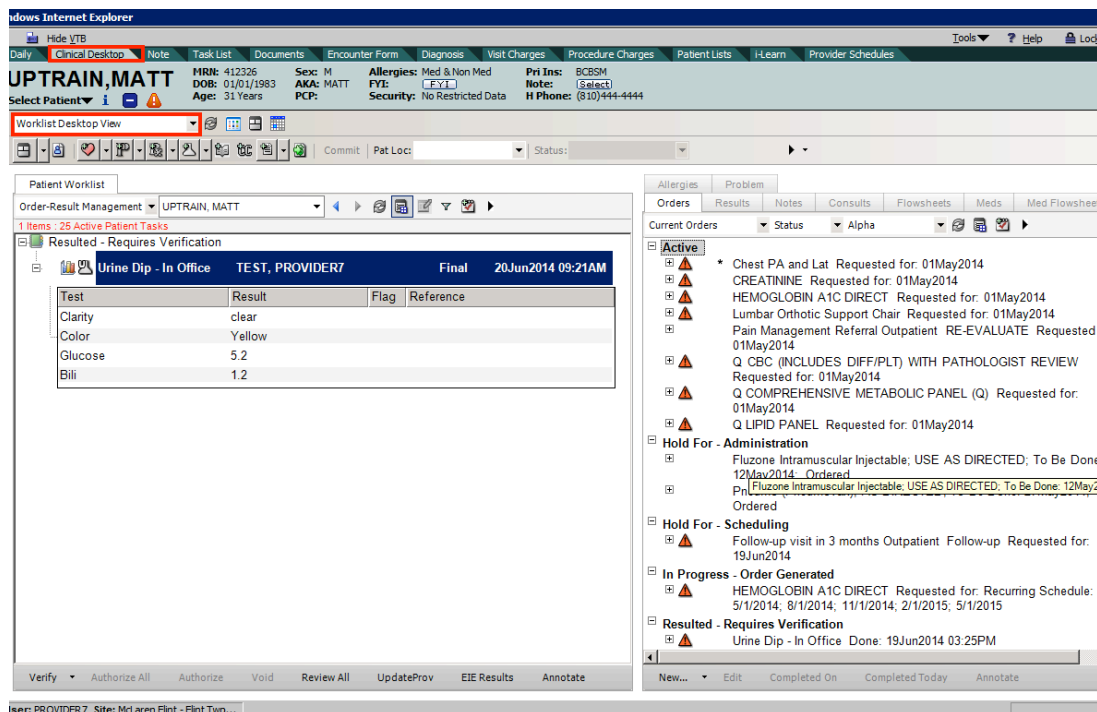 ndows Internet Explorer
Hide VTB Tools ? Help Lock
Daily Clinical Desktop Note Task List Documents Encounter Form Diagnosis Visit Charges Procedure Charges Patient Lists i-Learn Provider Schedules
UPTRAIN,MATT MRN: 412326 Sex: M Allergies: Med & Non Med Pri Ins: BCBSM
DOB: 01/01/1983 AKA: MATT FYI: FYI Note: Select
Select Patient Age: 31 Years PCP: Security: No Restricted Data H Phone: (810)444-4444
Worklist Desktop View
Commit Pat Loc: Status:
Patient Worklist
Order-Result Management UPTRAIN, MATT
1 Items : 25 Active Patient Tasks
Resulted - Requires Verification
Urine Dip - In Office TEST, PROVIDER7 Final 20Jun2014 09:21AM
Test Result Flag Reference
Clarity clear
Color Yellow
Glucose 5.2
Bili 1.2
Verify Authorize All Authorize Void Review All UpdateProv EIE Results Annotate
Allergies Problem
Orders Results Notes Consults Flowsheets Meds Med Flowshee
Current Orders Status Alpha
Active
* Chest PA and Lat Requested for: 01May2014
CREATININE Requested for: 01May2014
HEMOGLOBIN A1C DIRECT Requested for: 01May2014
Lumbar Orthotic Support Chair Requested for: 01May2014
Pain Management Referral Outpatient RE-EVALUATE Requested
01May2014
Q CBC (INCLUDES DIFF/PLT) WITH PATHOLOGIST REVIEW
Requested for: 01May2014
Q COMPREHENSIVE METABOLIC PANEL (Q) Requested for:
01May2014
Q LIPID PANEL Requested for: 01May2014
Hold For - Administration
Fluzone Intramuscular Injectable; USE AS DIRECTED; To Be Done
12May2014; Ordered
Fluzone Intramuscular Injectable; USE AS DIRECTED; To Be Done: 12May2
Ordered
Hold For - Scheduling
Follow-up visit in 3 months Outpatient Follow-up Requested for:
19Jun2014
In Progress - Order Generated
HEMOGLOBIN A1C DIRECT Requested for: Recurring Schedule:
5/1/2014; 8/1/2014; 11/1/2014; 2/1/2015; 5/1/2015
Resulted - Requires Verification
Urine Dip - In Office Done: 19Jun2014 03:25PM
New... Edit Completed On Completed Today Annotate
User: PROVIDER7 Site: McLaren Flint - Flint Twp...